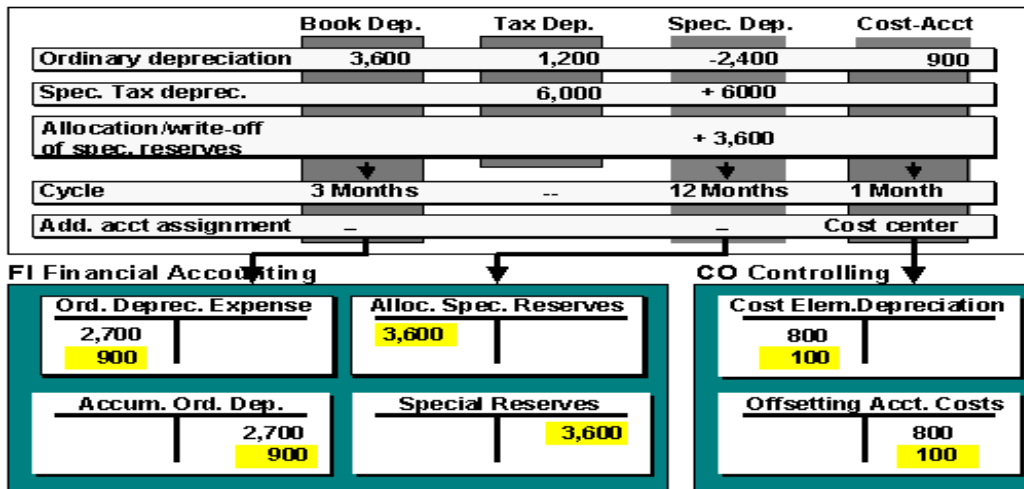 Book Dep. Tax Dep. Spec. Dep. Cost-Acct
Ordinary depreciation 3,600 1,200 -2,400 900
Spec. Tax deprec. 6,000 + 6000
Allocation/write-off
of spec. reserves + 3,600
Cycle 3 Months -- 12 Months 1 Month
Add. acct assignment – – Cost center
FI Financial Accounting CO Controlling
Ord. Deprec. Expense Alloc. Spec. Reserves Cost Elem.Depreciation
2,700 3,600 800
900 100
Accum. Ord. Dep. Special Reserves Offsetting Acct. Costs
2,700 3,600 800
900 100